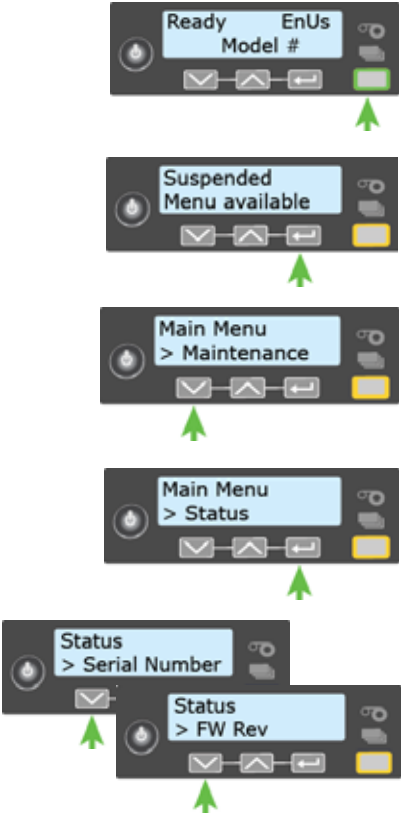 Ready EnUs
Model #
Suspended
Menu available
Main Menu
> Maintenance
Main Menu
> Status
Status
> Serial Number
Status
> FW Rev